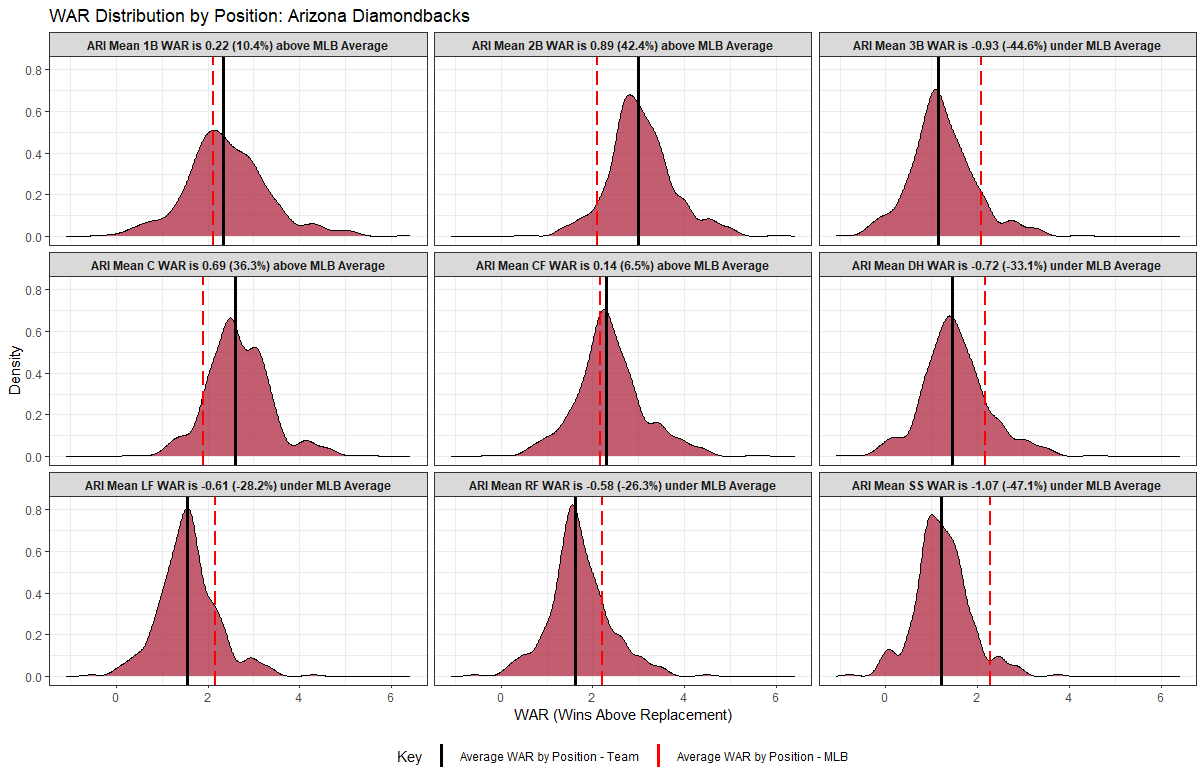 WAR Distribution by Position: Arizona Diamondbacks
ARI Mean 1B WAR is 0.22 (10.4%) above MLB Average
ARI Mean 2B WAR is 0.89 (42.4%) above MLB Average
ARI Mean 3B WAR is -0.93 (-44.6%) under MLB Average
0.8
0.6
0.4
0.2
0.0
ARI Mean C WAR is 0.69 (36.3%) above MLB Average
ARI Mean CF WAR is 0.14 (6.5%) above MLB Average
ARI Mean DH WAR is -0.72 (-33.1%) under MLB Average
Density
0.8
0.6
0.4
0.2
0.0
ARI Mean LF WAR is -0.61 (-28.2%) under MLB Average
ARI Mean RF WAR is -0.58 (-26.3%) under MLB Average
ARI Mean SS WAR is -1.07 (-47.1%) under MLB Average
0.8
0.6
0.4
0.2
0.0
0 2 4 6
0 2 4 6
0 2 4 6
WAR (Wins Above Replacement)
Key
Average WAR by Position - Team
Average WAR by Position - MLB